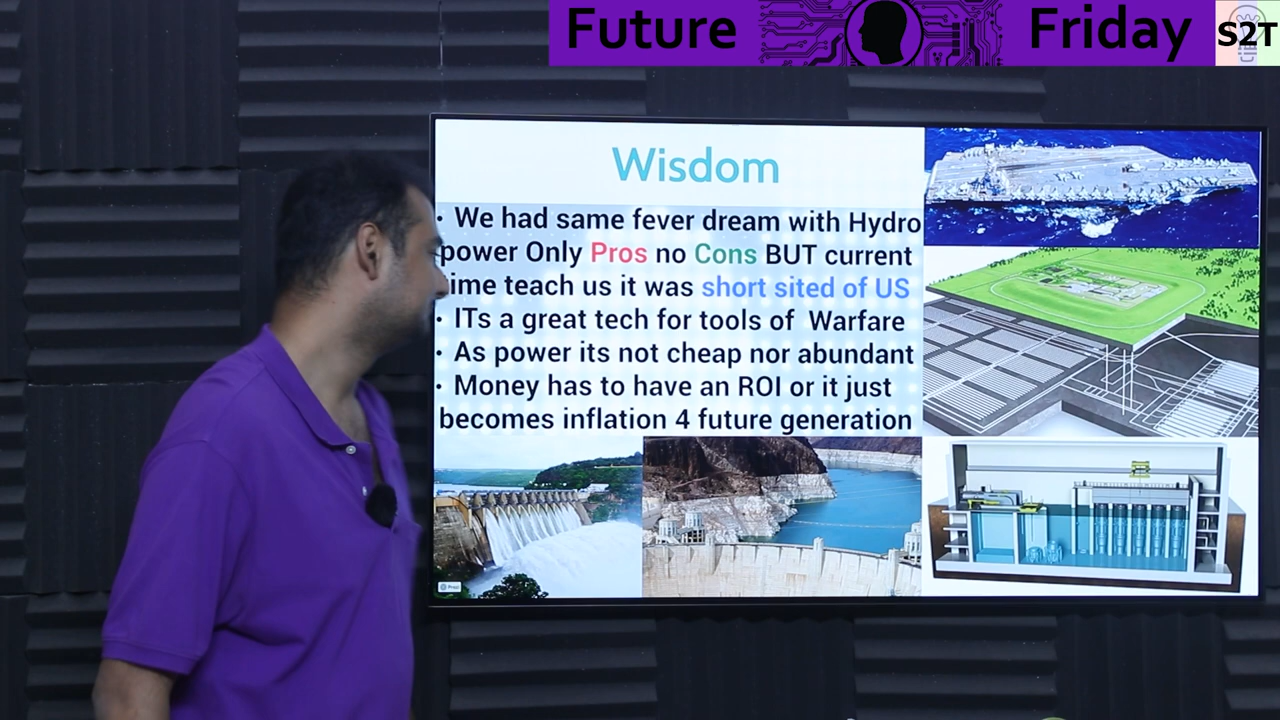 Future Friday S2T
Wisdom
• We had same fever dream with Hydro
power Only Pros no Cons BUT current
ime teach us it was short sited of US
• ITs a great tech for tools of Warfare
• As power its not cheap nor abundant
• Money has to have an ROI or it just
becomes inflation 4 future generation
Prezi